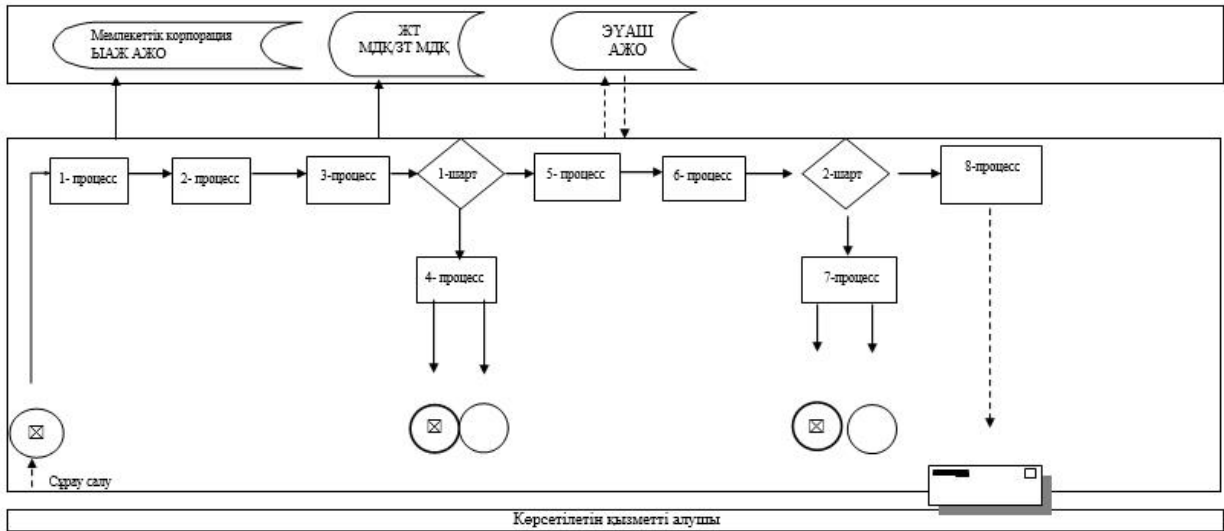 Мемлекеттік корпорация
ЫАЖ АЖО
ЖТ
МДҚ/ЗТ МДҚ
ЭҮАШ
АЖО
1- процесс
2- процесс
3-процесс
1-шарт
5- процесс
6- процесс
2-шарт
8-процесс
4- процесс
7-процесс
Сұрау салу
Көрсетілетін қызметті алушы